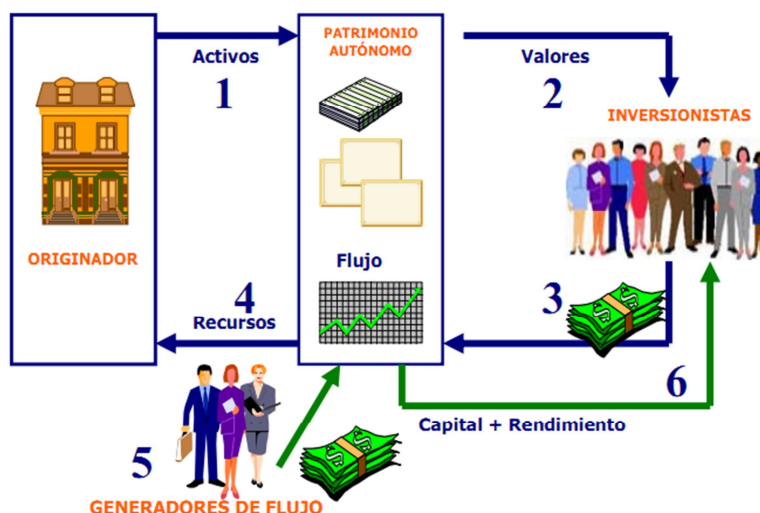 PATRIMONIO
AUTÓNOMO
Activos
1
Valores
2
INVERSIONISTAS
ORIGINADOR
Flujo
4
Recursos
3
6
Capital + Rendimiento
5
GENERADORES DE FLUJO